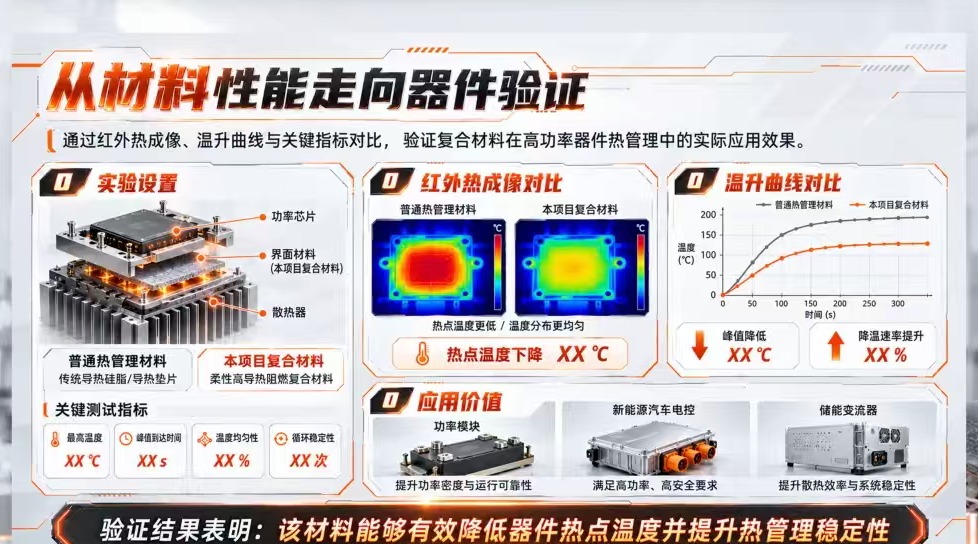 从材料性能走向器件验证
通过红外热成像、温升曲线与关键指标对比，验证复合材料在高功率器件热管理中的实际应用效果。
0 实验设置
功率芯片
界面材料
(本项目复合材料)
散热器
普通热管理材料
传统导热硅脂/导热垫片
本项目复合材料
柔性高导热阻燃复合材料
关键测试指标
最高温度
XX ℃
峰值到达时间
XX s
温度均匀性
XX %
循环稳定性
XX 次
0 红外热成像对比
普通热管理材料
℃
本项目复合材料
℃
热点温度更低 / 温度分布更均匀
热点温度下降 XX ℃
0 温升曲线对比
普通热管理材料
本项目复合材料
温度
(℃)
200
150
100
50
0
0 50 100 150 200 250 300
时间 (s)
峰值降低
XX ℃
降温速率提升
XX %
0 应用价值
功率模块
提升功率密度与运行可靠性
新能源汽车电控
满足高功率、高安全要求
储能变流器
提升散热效率与系统稳定性
验证结果表明：该材料能够有效降低器件热点温度并提升热管理稳定性